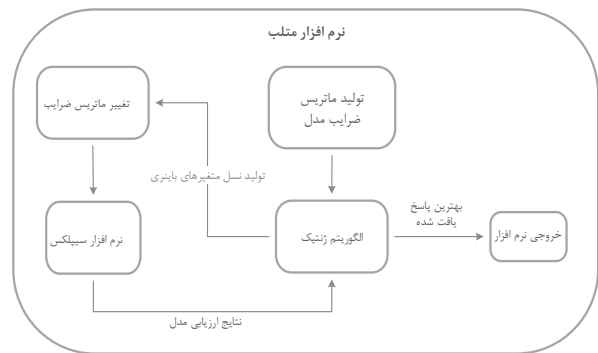 نرم افزار متلب
تولید ماتریس
ضرایب مدل
تغییر ماتریس ضرایب
تولید نسل متغیرهای باینری
بهترین پاسخ
یافت شده
خروجی نرم افزار
الگوریتم ژنتیک
نرم افزار سیپلکس
نتایج ارزیابی مدل